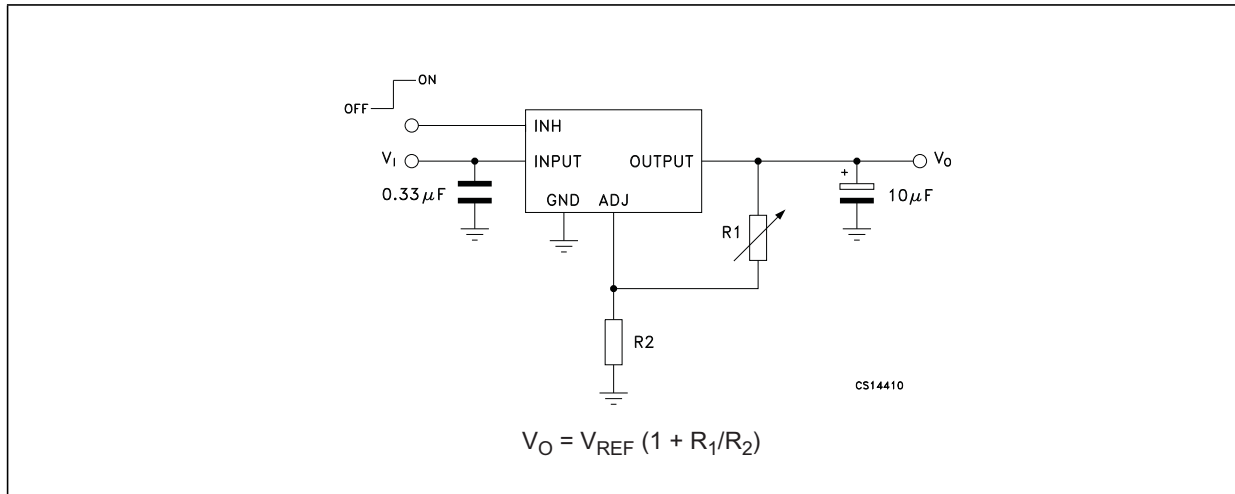 ON
OFF
INH
V_I
INPUT
OUTPUT
V_O
0.33μF
GND
ADJ
+
10μF
R1
R2
CS14410
V_O = V_REF (1 + R_1/R_2)